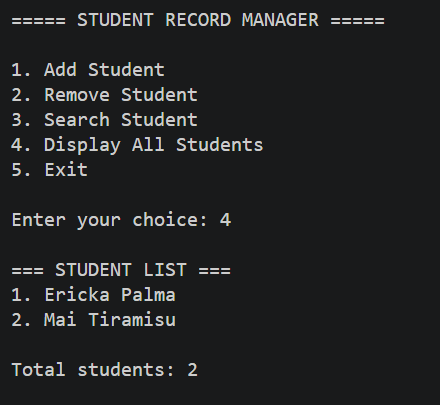 ===== STUDENT RECORD MANAGER =====
1. Add Student
2. Remove Student
3. Search Student
4. Display All Students
5. Exit
Enter your choice: 4
=== STUDENT LIST ===
1. Ericka Palma
2. Mai Tiramisu
Total students: 2